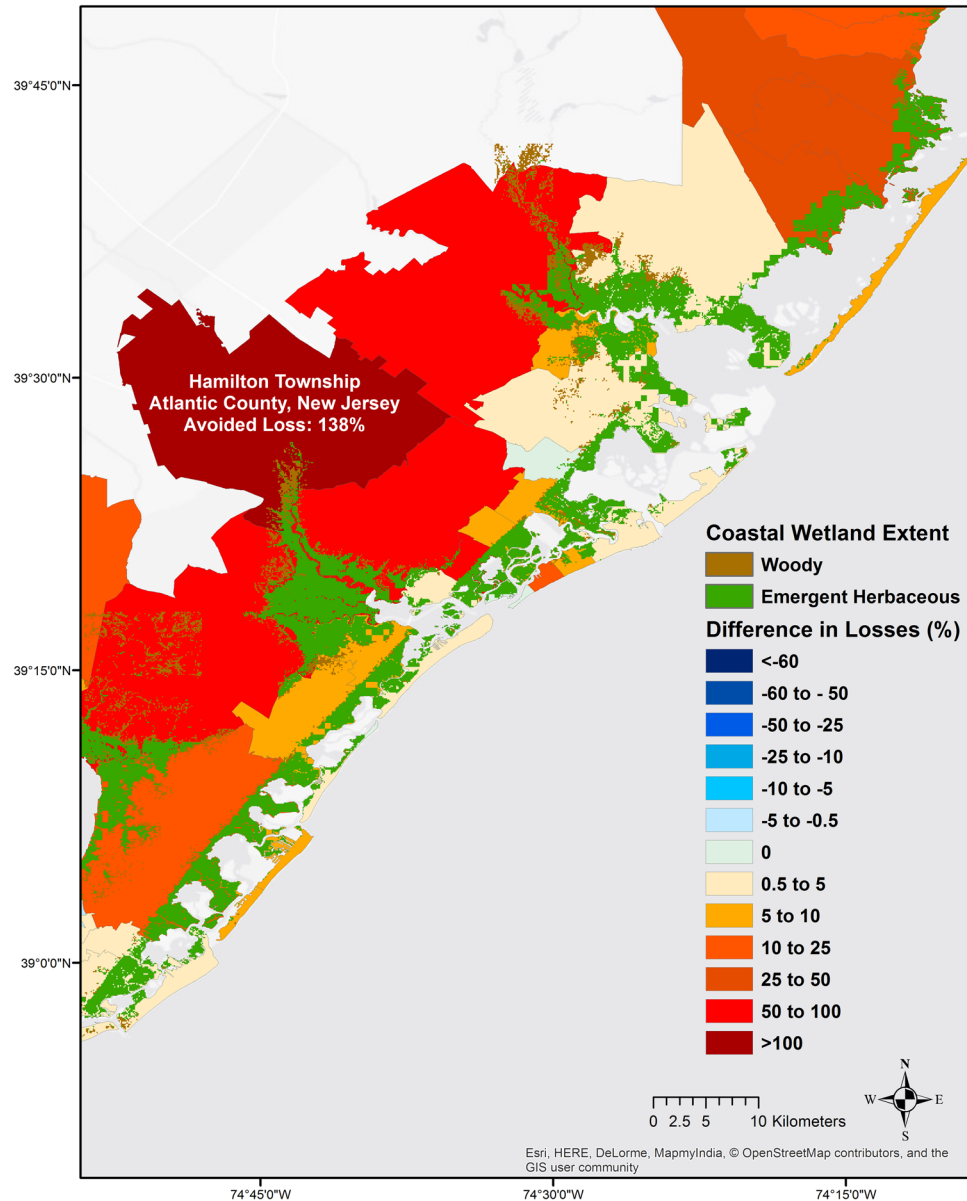 39°45'0"N
39°30'0"N
39°15'0"N
39°0'0"N
Hamilton Township
Atlantic County, New Jersey
Avoided Loss: 138%
Coastal Wetland Extent
Woody
Emergent Herbaceous
Difference in Losses (%)
<-60
-60 to - 50
-50 to -25
-25 to -10
-10 to -5
-5 to -0.5
0
0.5 to 5
5 to 10
10 to 25
25 to 50
50 to 100
>100
N
W E
S
0 2.5 5 10 Kilometers
Esri, HERE, DeLorme, MapmyIndia, © OpenStreetMap contributors, and the
GIS user community
74°45'0"W 74°30'0"W 74°15'0"W